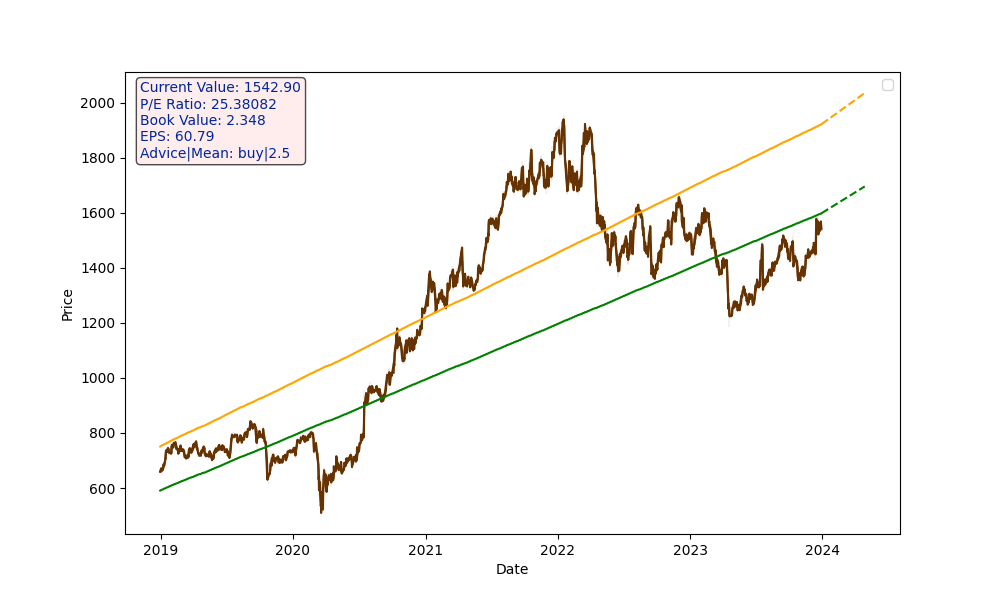 Current Value: 1542.90
P/E Ratio: 25.38082
Book Value: 2.348
EPS: 60.79
Advice|Mean: buy|2.5
2000
1800
1600
1400
1200
1000
800
600
Price
2019 2020 2021 2022 2023 2024
Date